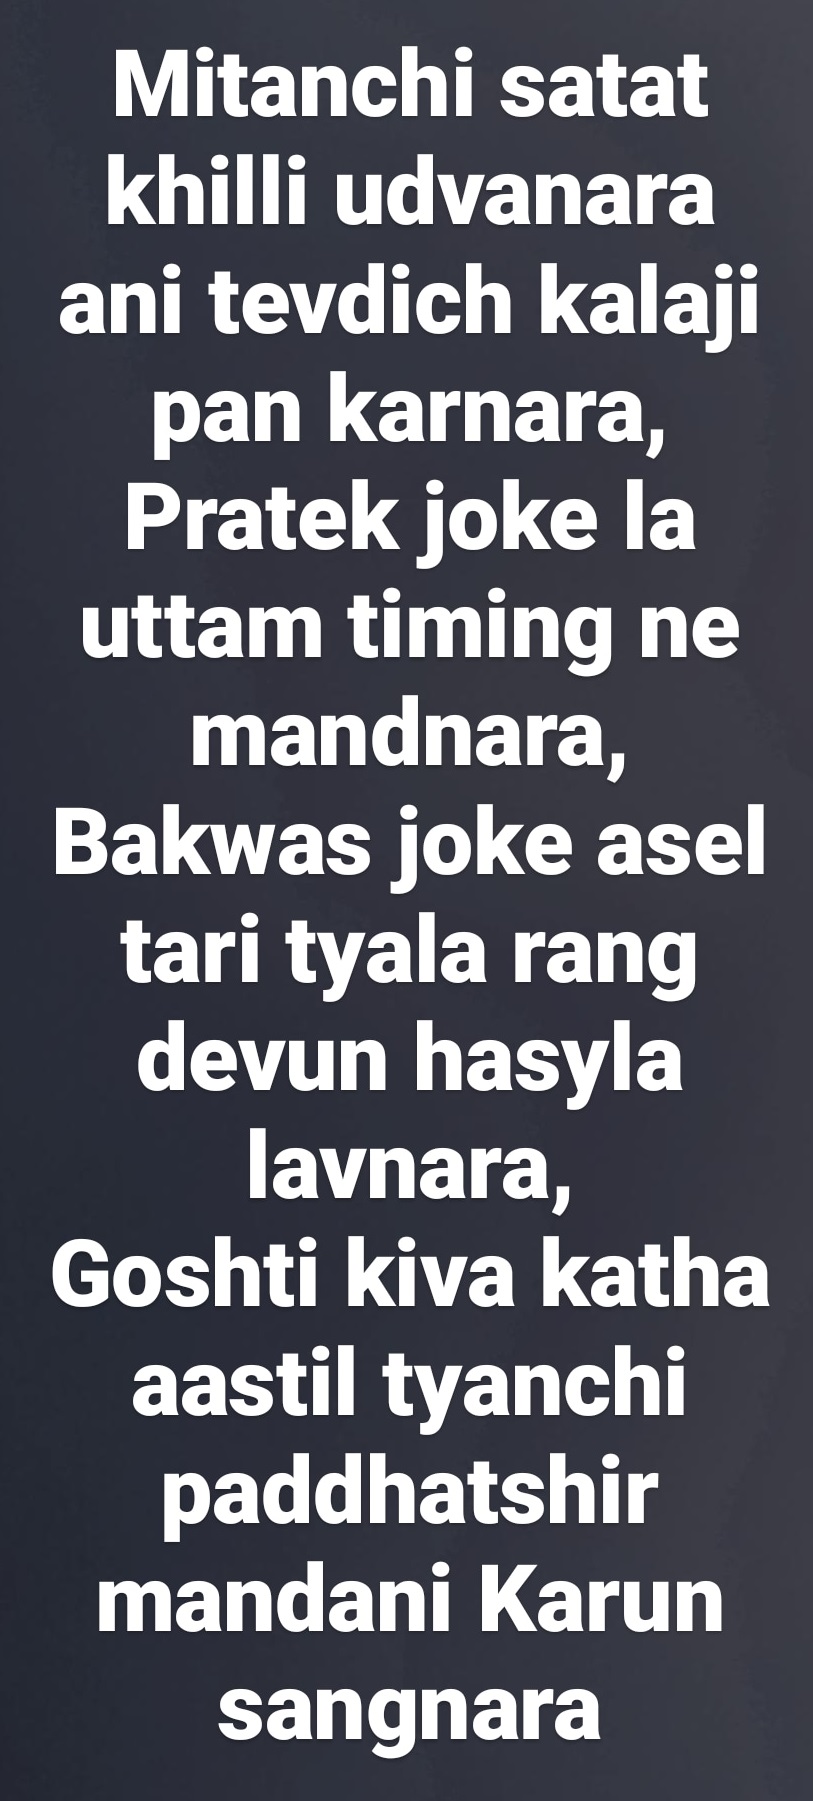 Mitanchi satat
khilli udvanara
ani tevdich kalaji
pan karnara,
Pratek joke la
uttam timing ne
mandnara,
Bakwas joke asel
tari tyala rang
devun hasyla
lavnara,
Goshti kiva katha
aastil tyanchi
paddhatshir
mandani Karun
sangnara